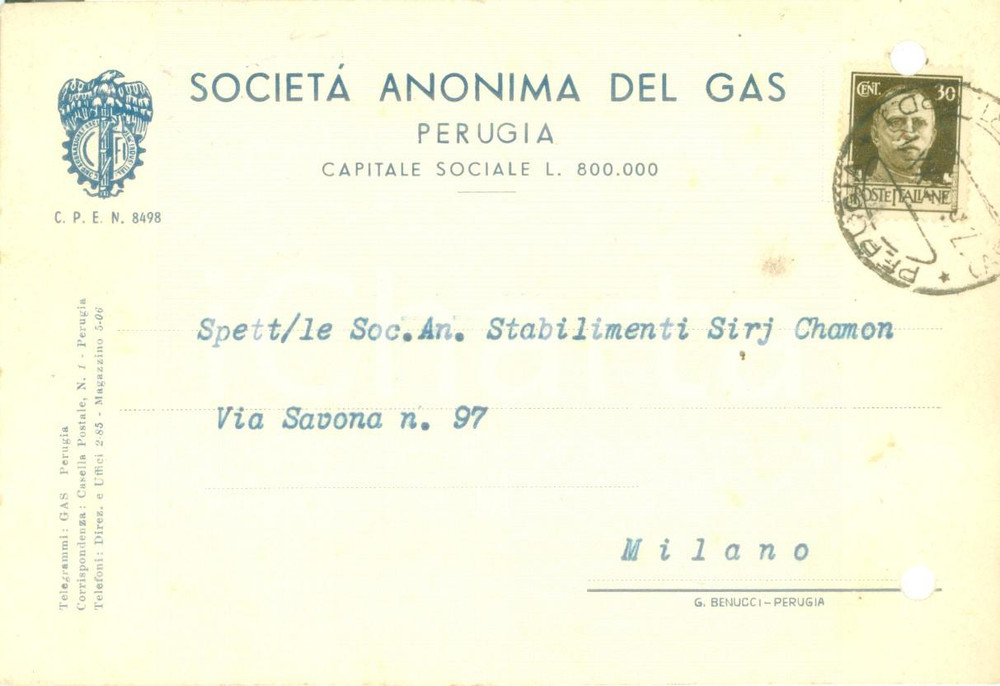 SOCIETÁ ANONIMA DEL GAS
PERUGIA
CAPITALE SOCIALE L. 800.000
C. P. E. N. 8498
CENT. 30
POSTE ITALIANE
PERUGIA
Spett/le Soc.An. Stabilimenti Sirj Chamon
Via Savona n. 97
Milano
G. BENUCCI - PERUGIA
Telegrammi: GAS Perugia
Corrispondenza: Casella Postale, N. 1 - Perugia
Telefoni: Direz. e Uffici 2-85 - Magazzino 5-06